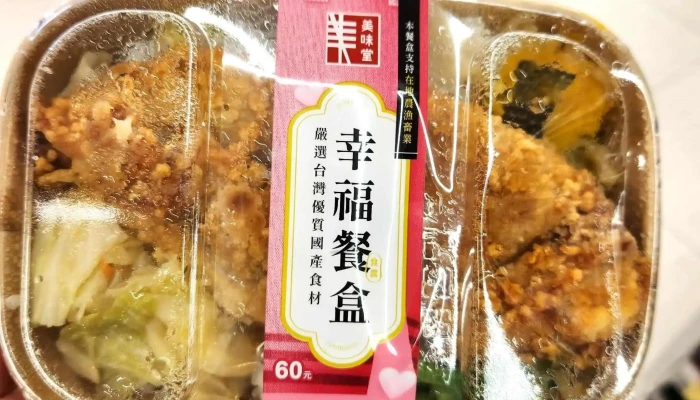 美味堂
本餐盒支持在地農漁畜業
幸福餐盒
嚴選台灣優質國產食材
60元